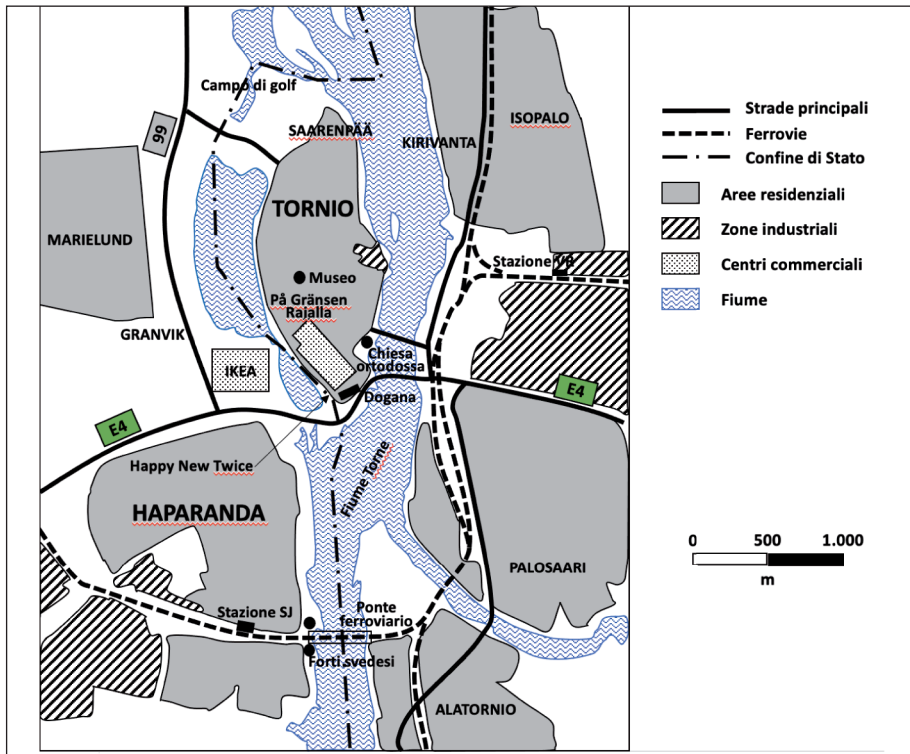 Campo di golf
SAARENRÄÄ
KIRIVANTA
ISOPALO
99
TORNIO
MARIELUND
Museo
På Gränsen
Rajalla
Stazione VR
GRANVIK
IKEA
Chiesa
ortodossa
Dogana
E4
E4
Happy New Twice
Fiume Torne
HAPARANDA
PALOSAARI
Stazione SJ
Ponte
ferroviario
Forti svedesi
ALATORNIO
Strade principali
Ferrovie
Confine di Stato
Aree residenziali
Zone industriali
Centri commerciali
Fiume
0 500 1.000
m